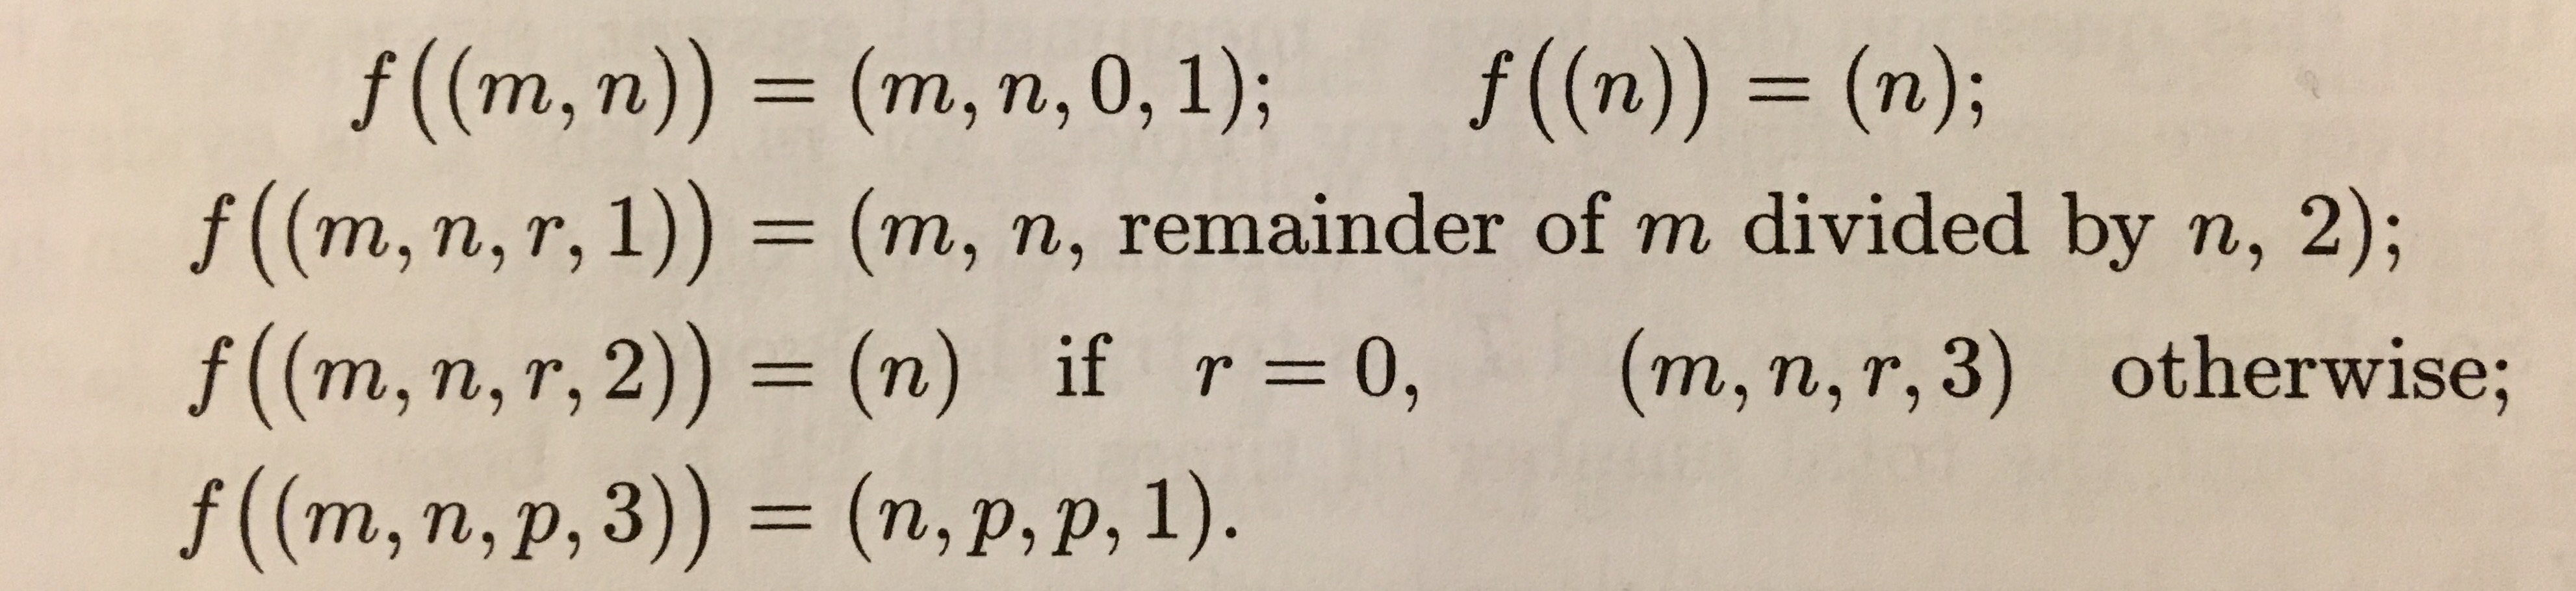 f((m, n)) = (m, n, 0, 1); f((n)) = (n);
f((m, n, r, 1)) = (m, n, remainder of m divided by n, 2);
f((m, n, r, 2)) = (n) if r = 0, (m, n, r, 3) otherwise;
f((m, n, p, 3)) = (n, p, p, 1).